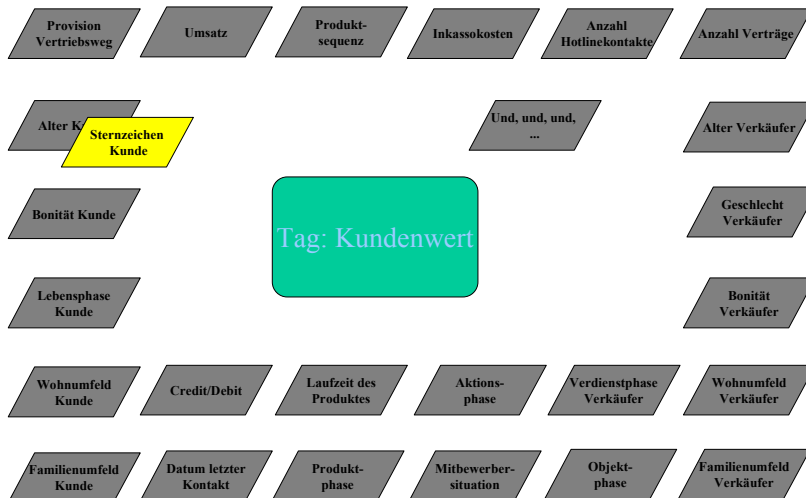 Provision
Vertriebsweg
Umsatz
Produkt-
sequenz
Inkassokosten
Anzahl
Hotlinekontakte
Anzahl Verträge
Alter K
Sternzeichen
Kunde
Und, und, und,
...
Alter Verkäufer
Bonität Kunde
Tag: Kundenwert
Geschlecht
Verkäufer
Lebensphase
Kunde
Bonität
Verkäufer
Wohnumfeld
Kunde
Credit/Debit
Laufzeit des
Produktes
Aktions-
phase
Verdienstphase
Verkäufer
Wohnumfeld
Verkäufer
Familienumfeld
Kunde
Datum letzter
Kontakt
Produkt-
phase
Mitbewerber-
situation
Objekt-
phase
Familienumfeld
Verkäufer